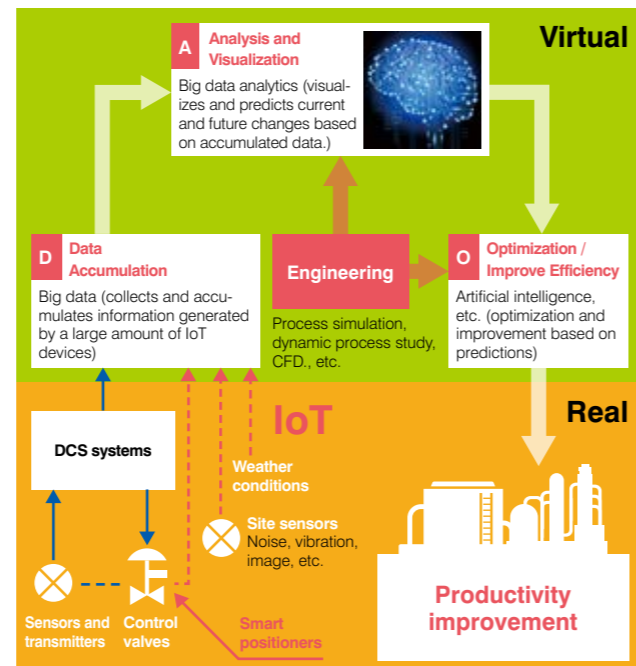 Virtual
A
Analysis and
Visualization
Big data analytics (visual-
izes and predicts current
and future changes based
on accumulated data.)
D
Data
Accumulation
Big data (collects and accu-
mulates information generated
by a large amount of IoT
devices)
Engineering
Process simulation,
dynamic process study,
CFD., etc.
O
Optimization /
Improve Efficiency
Artificial intelligence,
etc. (optimization and
improvement based on
predictions)
Real
IoT
DCS systems
Weather
conditions
Site sensors
Noise, vibration,
image, etc.
Sensors and
transmitters
Control
valves
Smart
positioners
Productivity
improvement